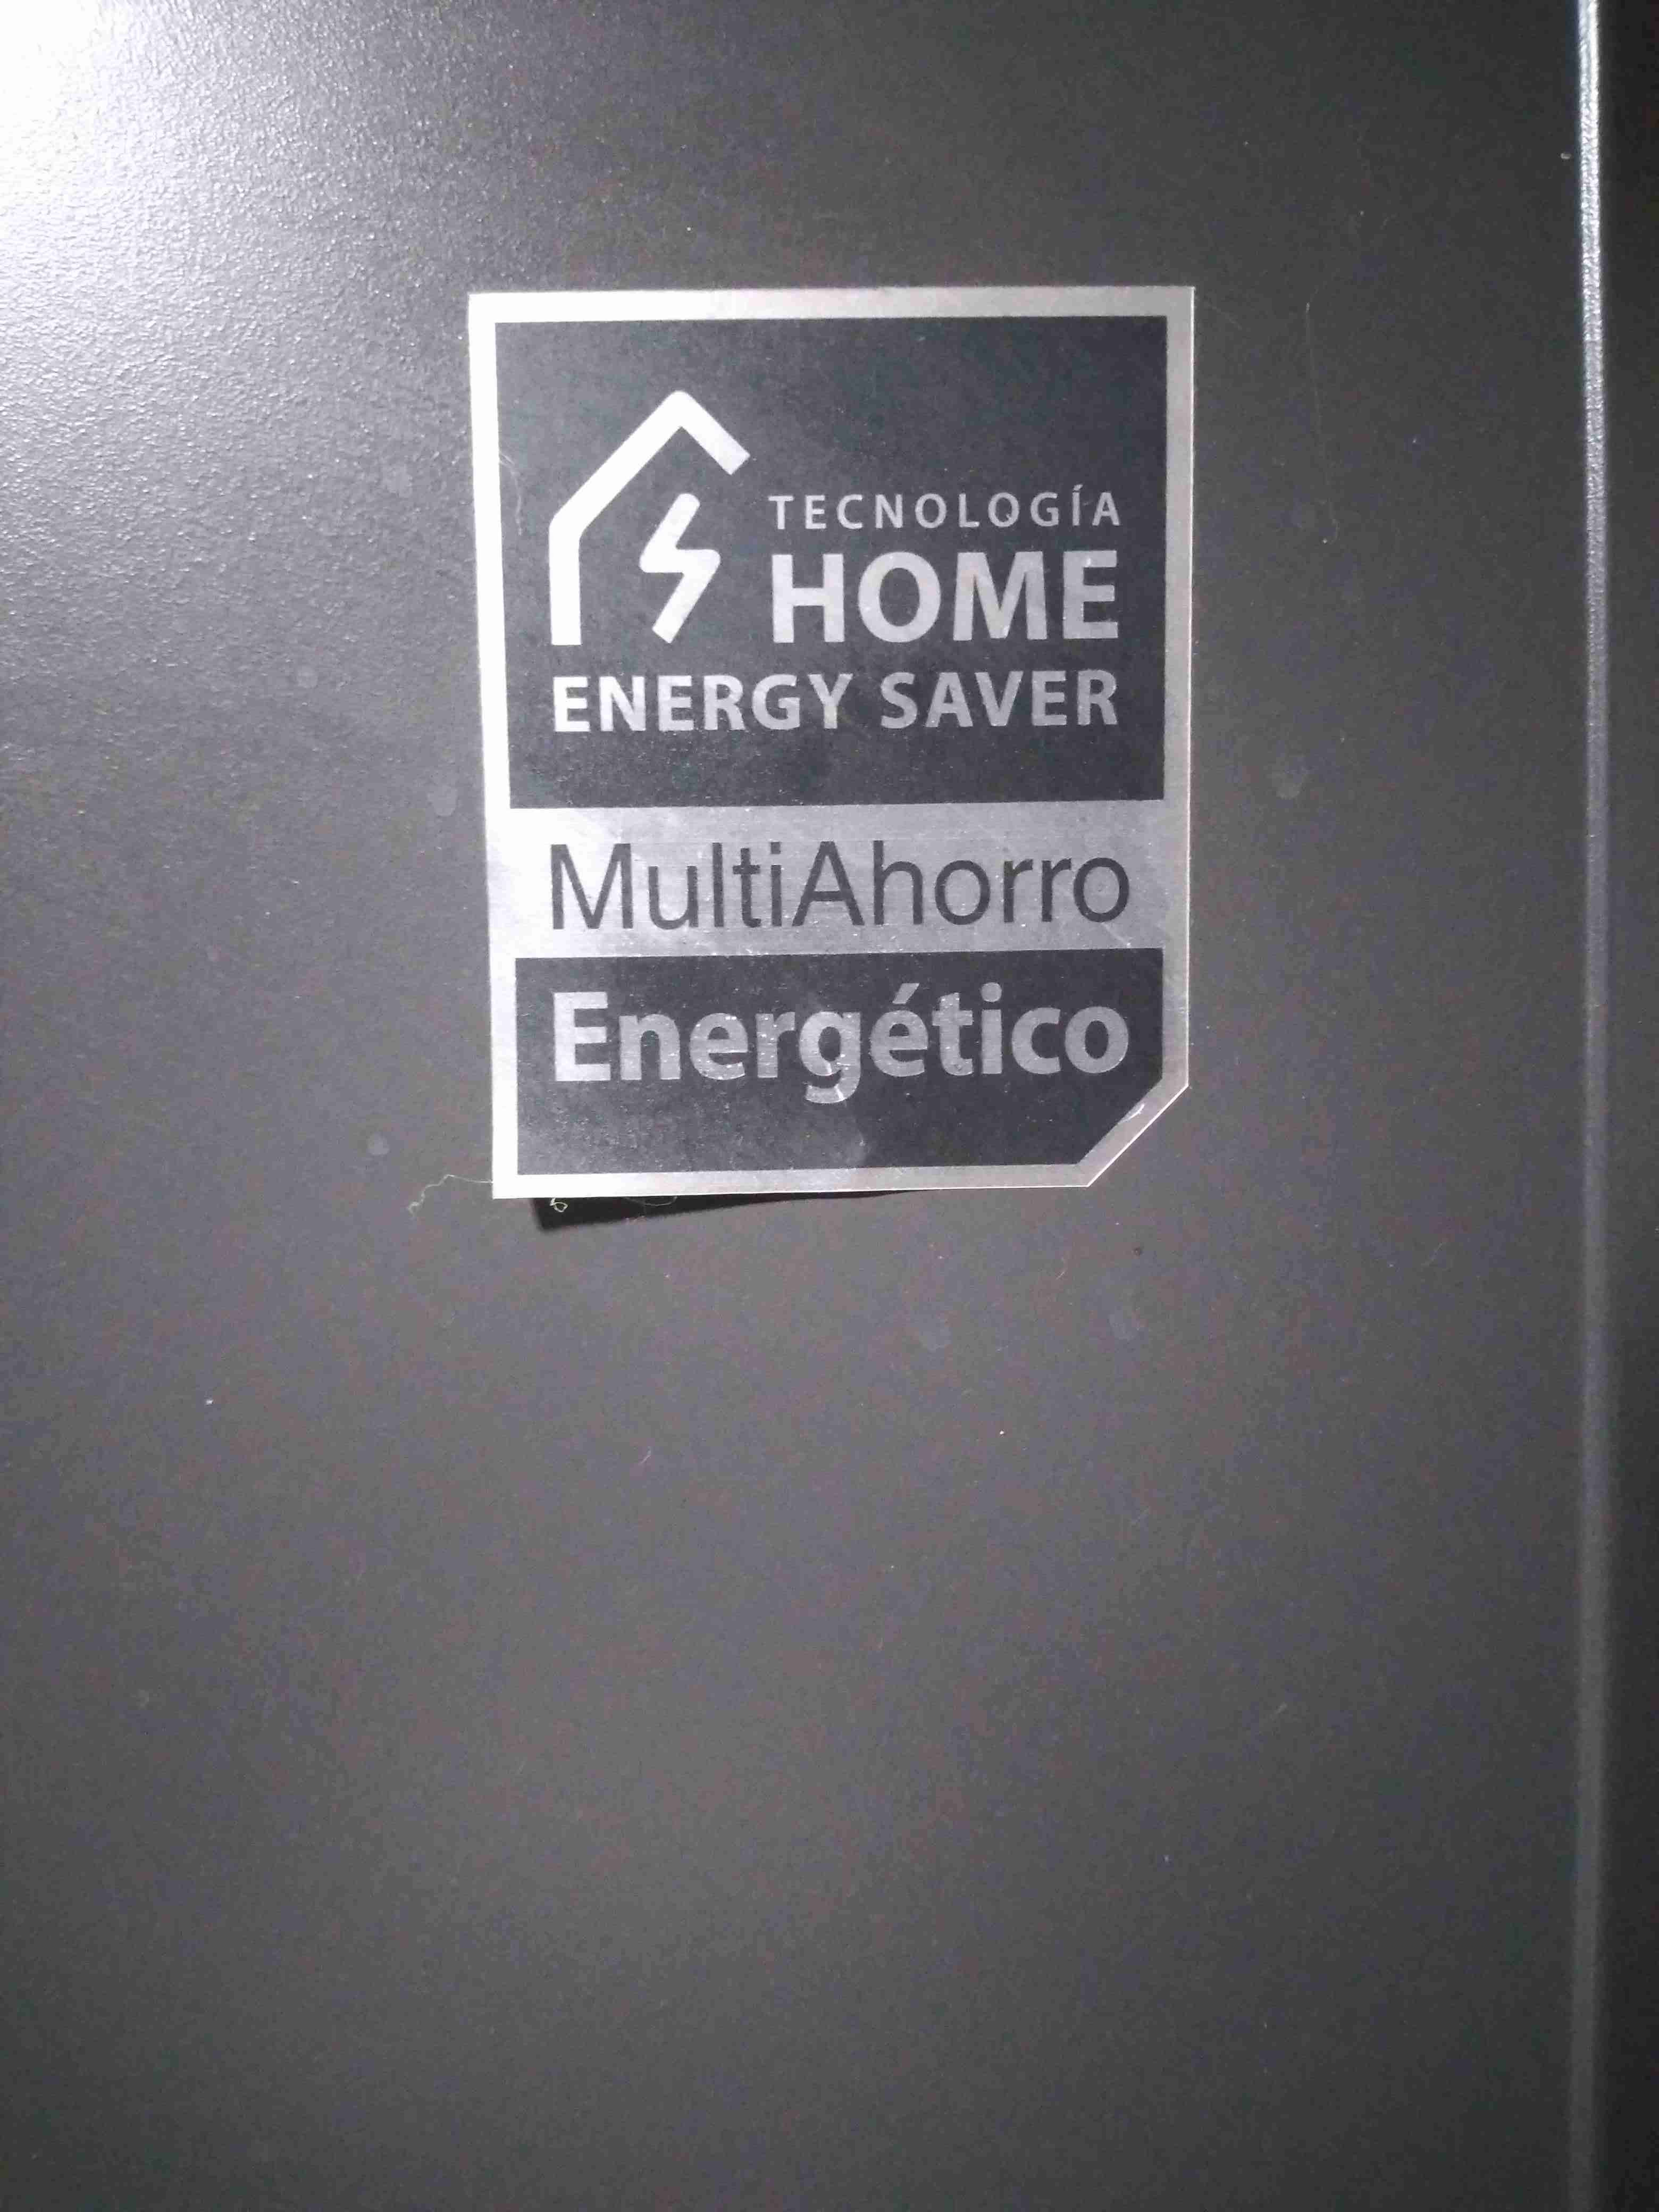 TECNOLOGÍA
HOME
ENERGY SAVER
MultiAhorro
Energético